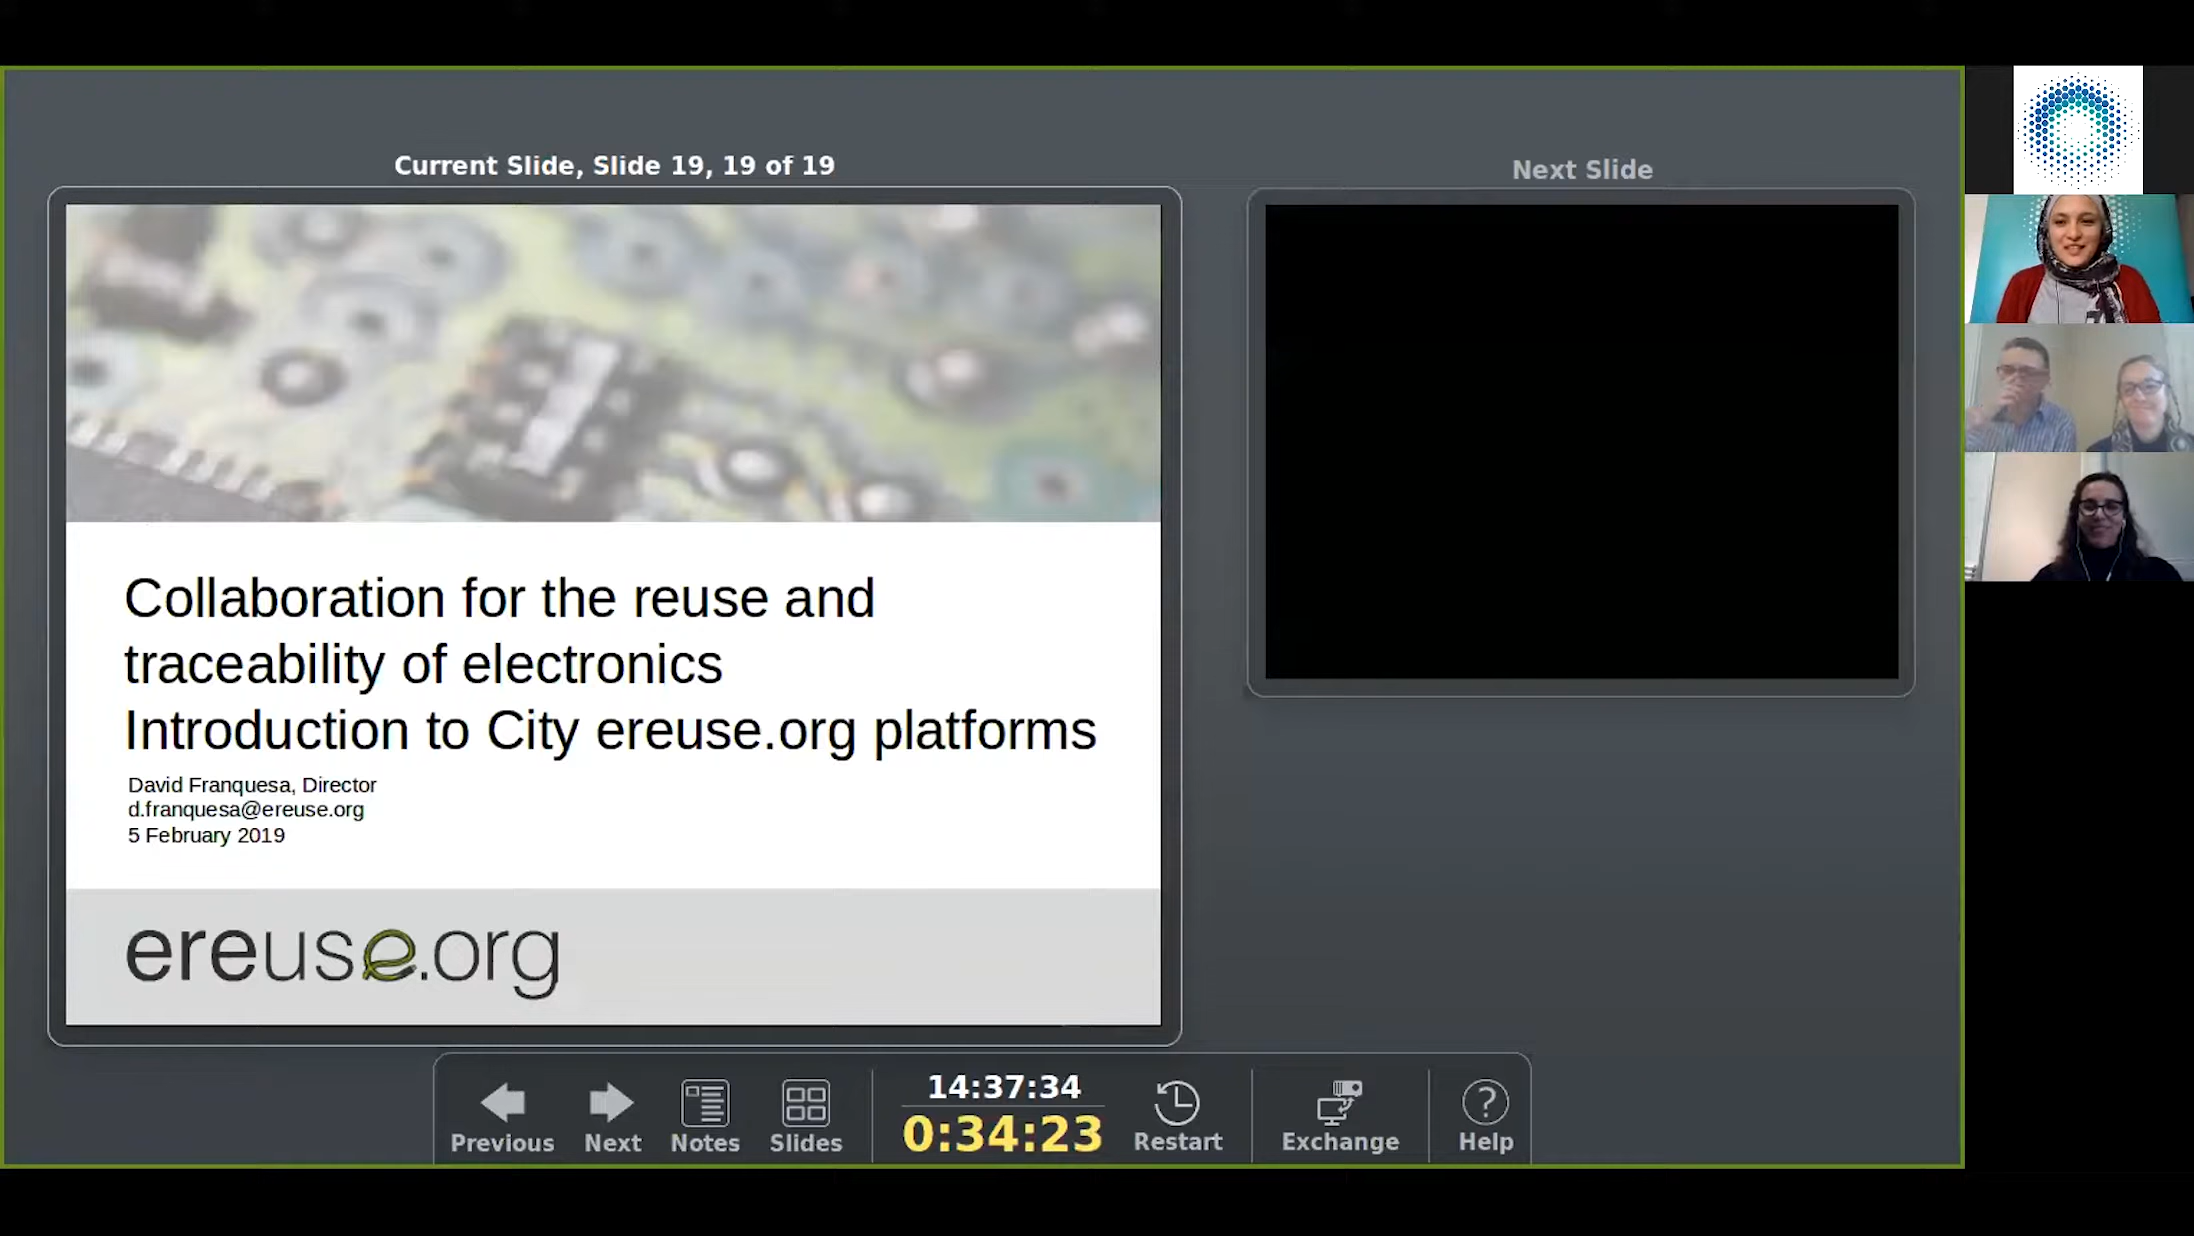 Current Slide, Slide 19, 19 of 19
Next Slide
Collaboration for the reuse and
traceability of electronics
Introduction to City ereuse.org platforms
David Franquesa, Director
d.franquesa@ereuse.org
5 February 2019
ereuse.org
14:37:34
0:34:23
Previous
Next
Notes
Slides
Restart
Exchange
Help